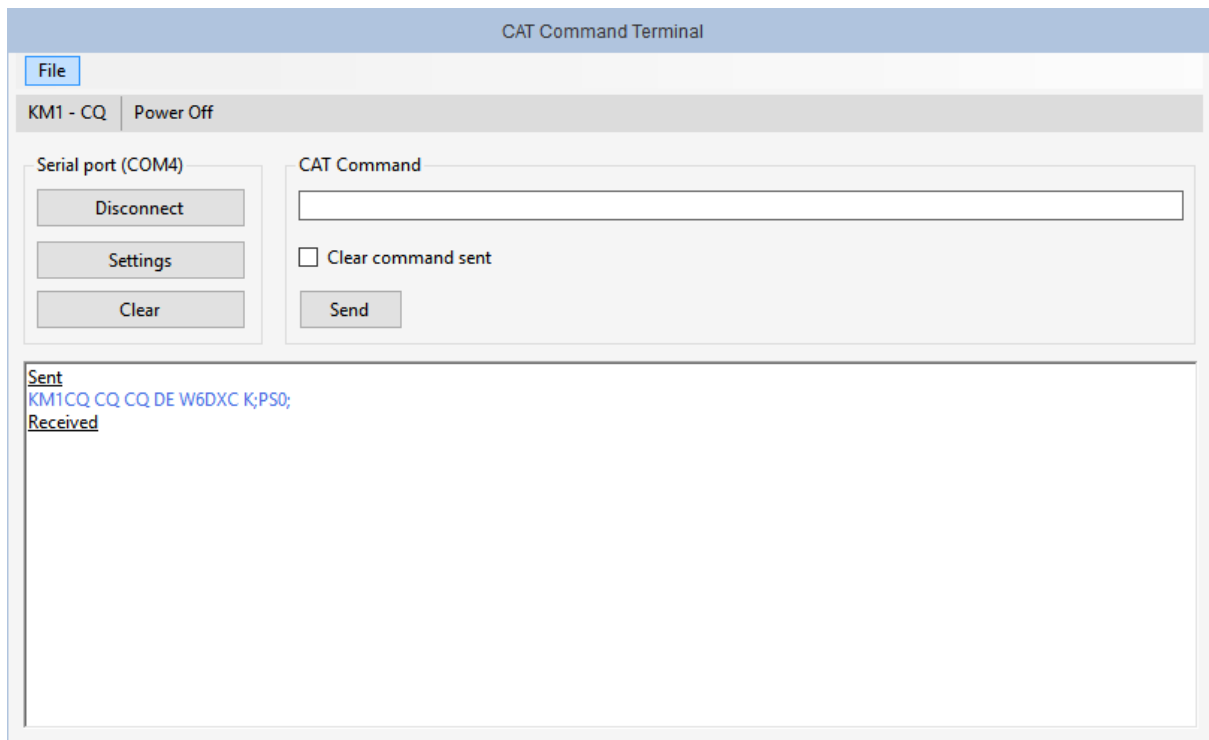 CAT Command Terminal
File
KM1 - CQ
Power Off
Serial port (COM4)
Disconnect
Settings
Clear
CAT Command
Clear command sent
Send
Sent
KM1CQ CQ CQ DE W6DXC K;PS0;
Received